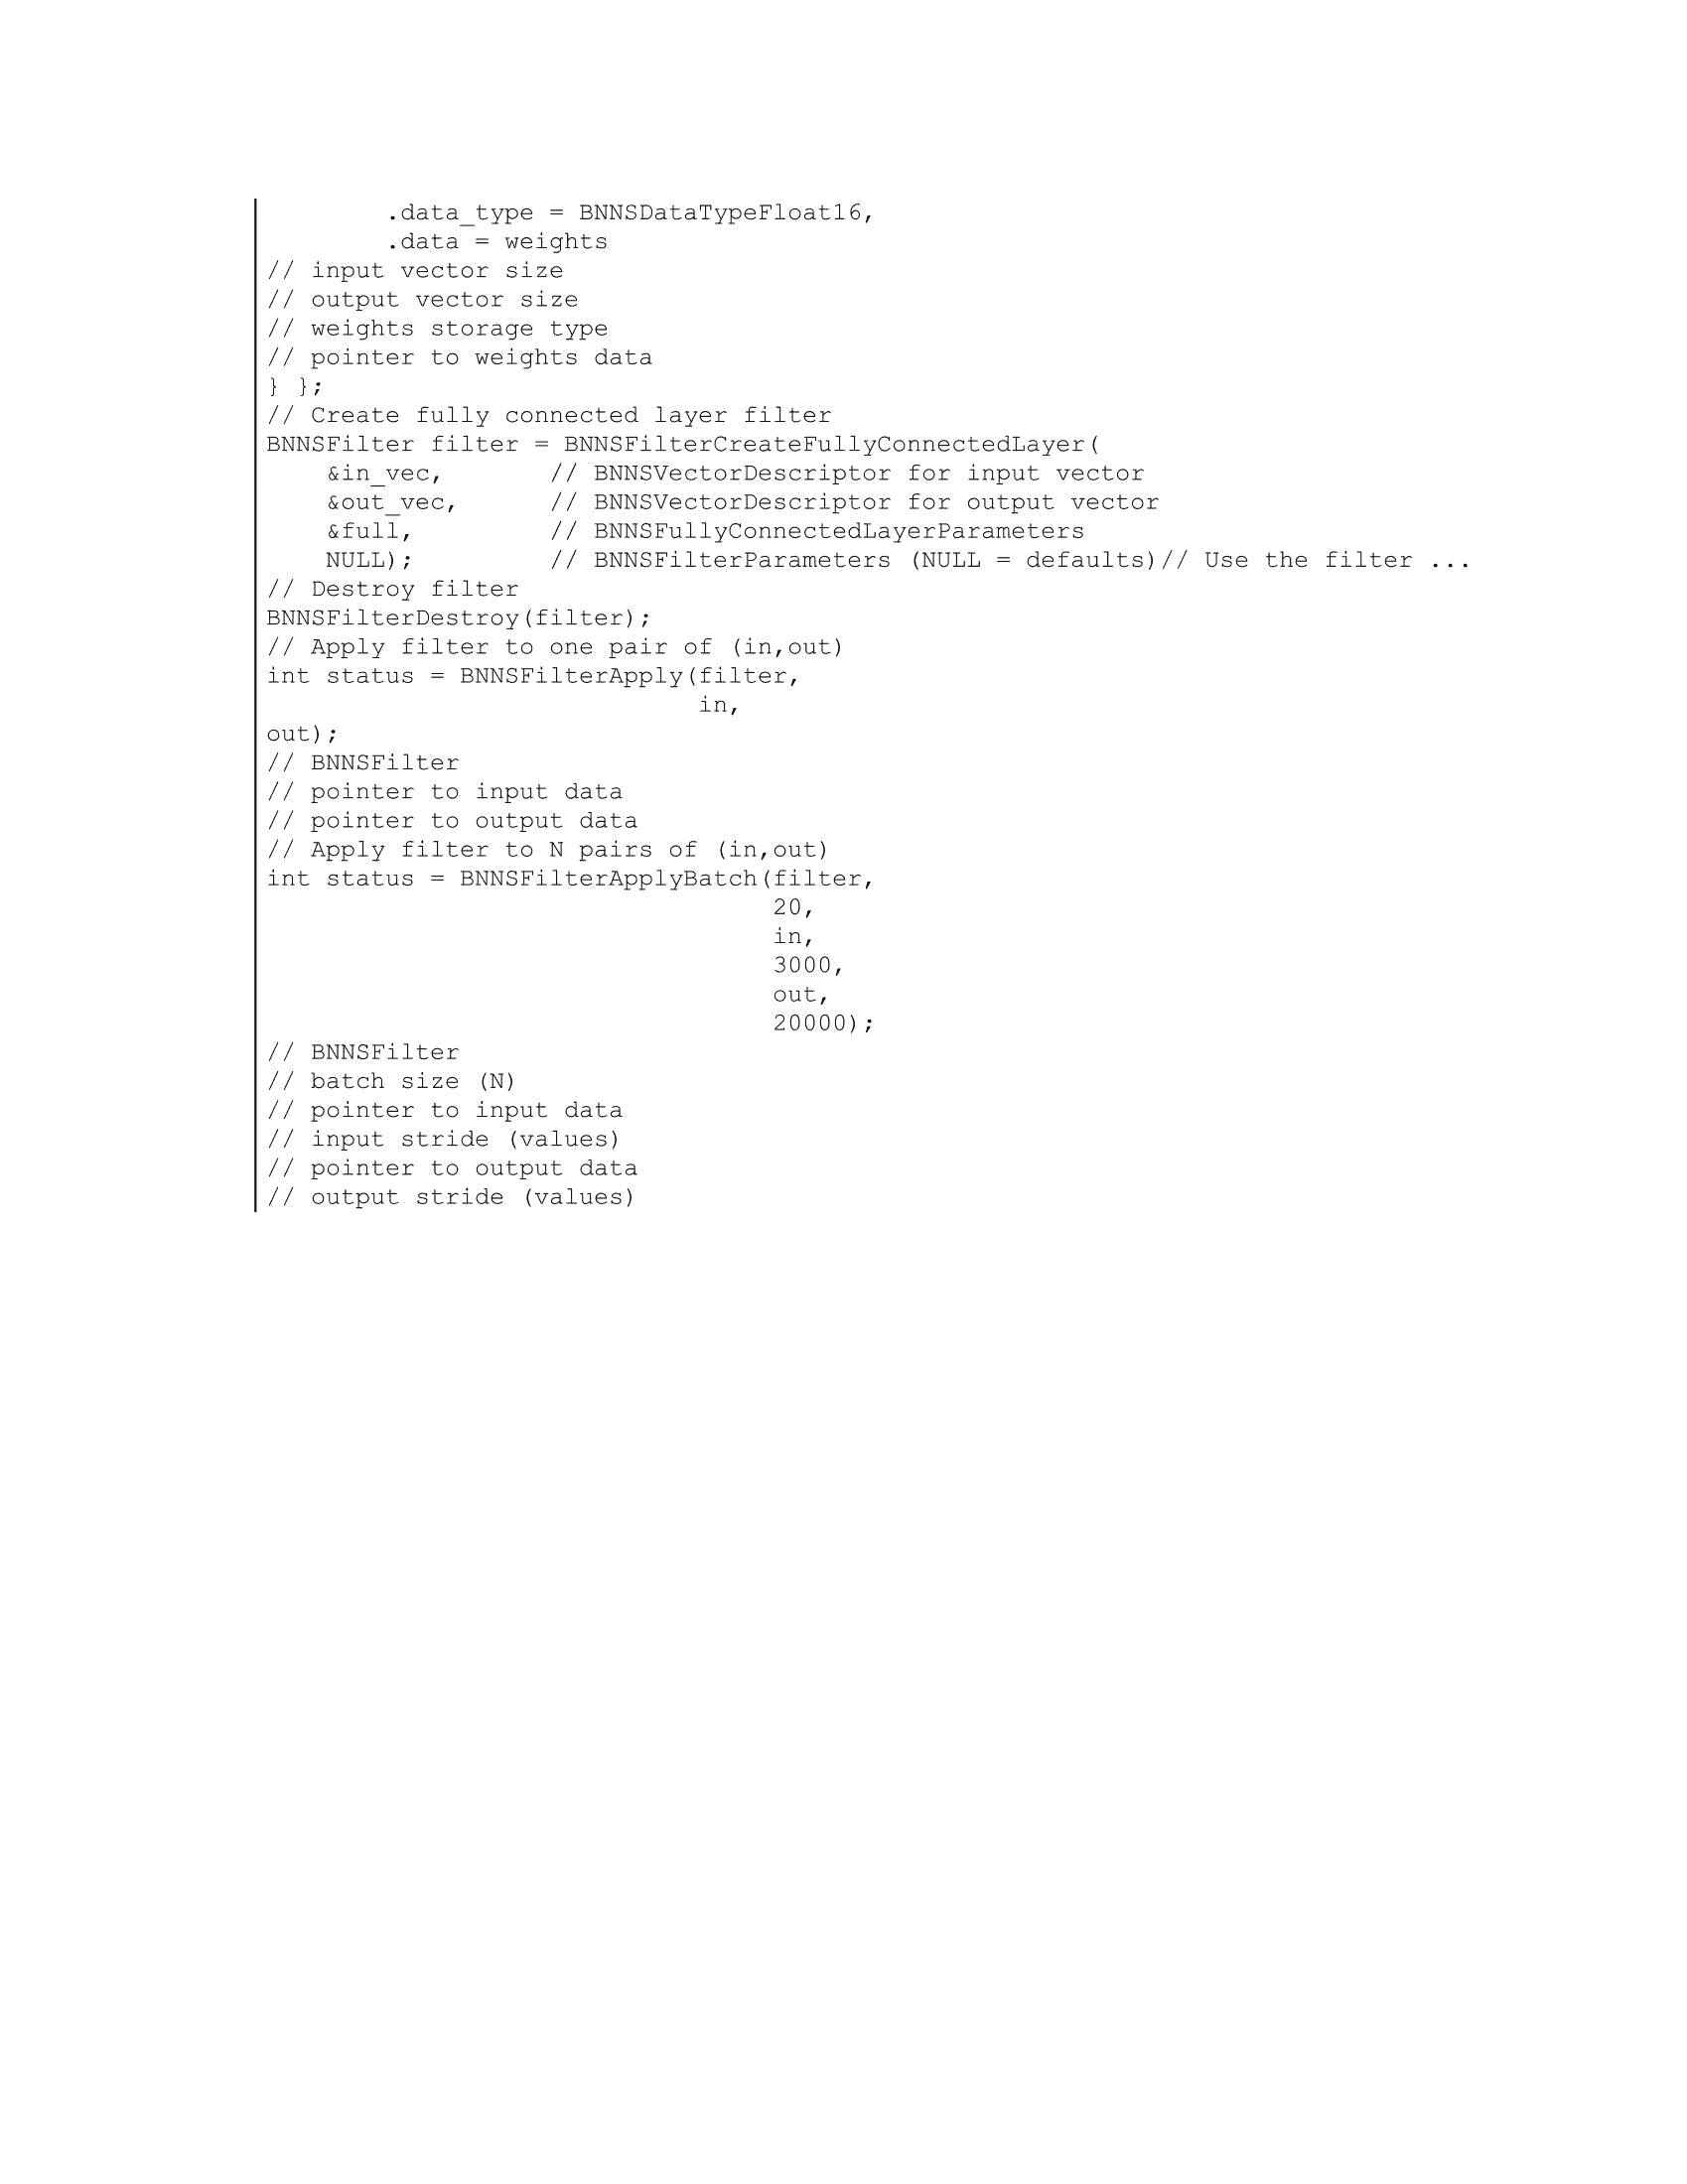 .data_type = BNNSDataTypeFloat16,
        .data = weights
// input vector size
// output vector size
// weights storage type
// pointer to weights data
} };
// Create fully connected layer filter
BNNSFilter filter = BNNSFilterCreateFullyConnectedLayer(
    &in_vec,       // BNNSVectorDescriptor for input vector
    &out_vec,      // BNNSVectorDescriptor for output vector
    &full,         // BNNSFullyConnectedLayerParameters
    NULL);         // BNNSFilterParameters (NULL = defaults)// Use the filter ...
// Destroy filter
BNNSFilterDestroy(filter);
// Apply filter to one pair of (in,out)
int status = BNNSFilterApply(filter,
                             in,
out);
// BNNSFilter
// pointer to input data
// pointer to output data
// Apply filter to N pairs of (in,out)
int status = BNNSFilterApplyBatch(filter,
                                  20,
                                  in,
                                  3000,
                                  out,
                                  20000);
// BNNSFilter
// batch size (N)
// pointer to input data
// input stride (values)
// pointer to output data
// output stride (values)